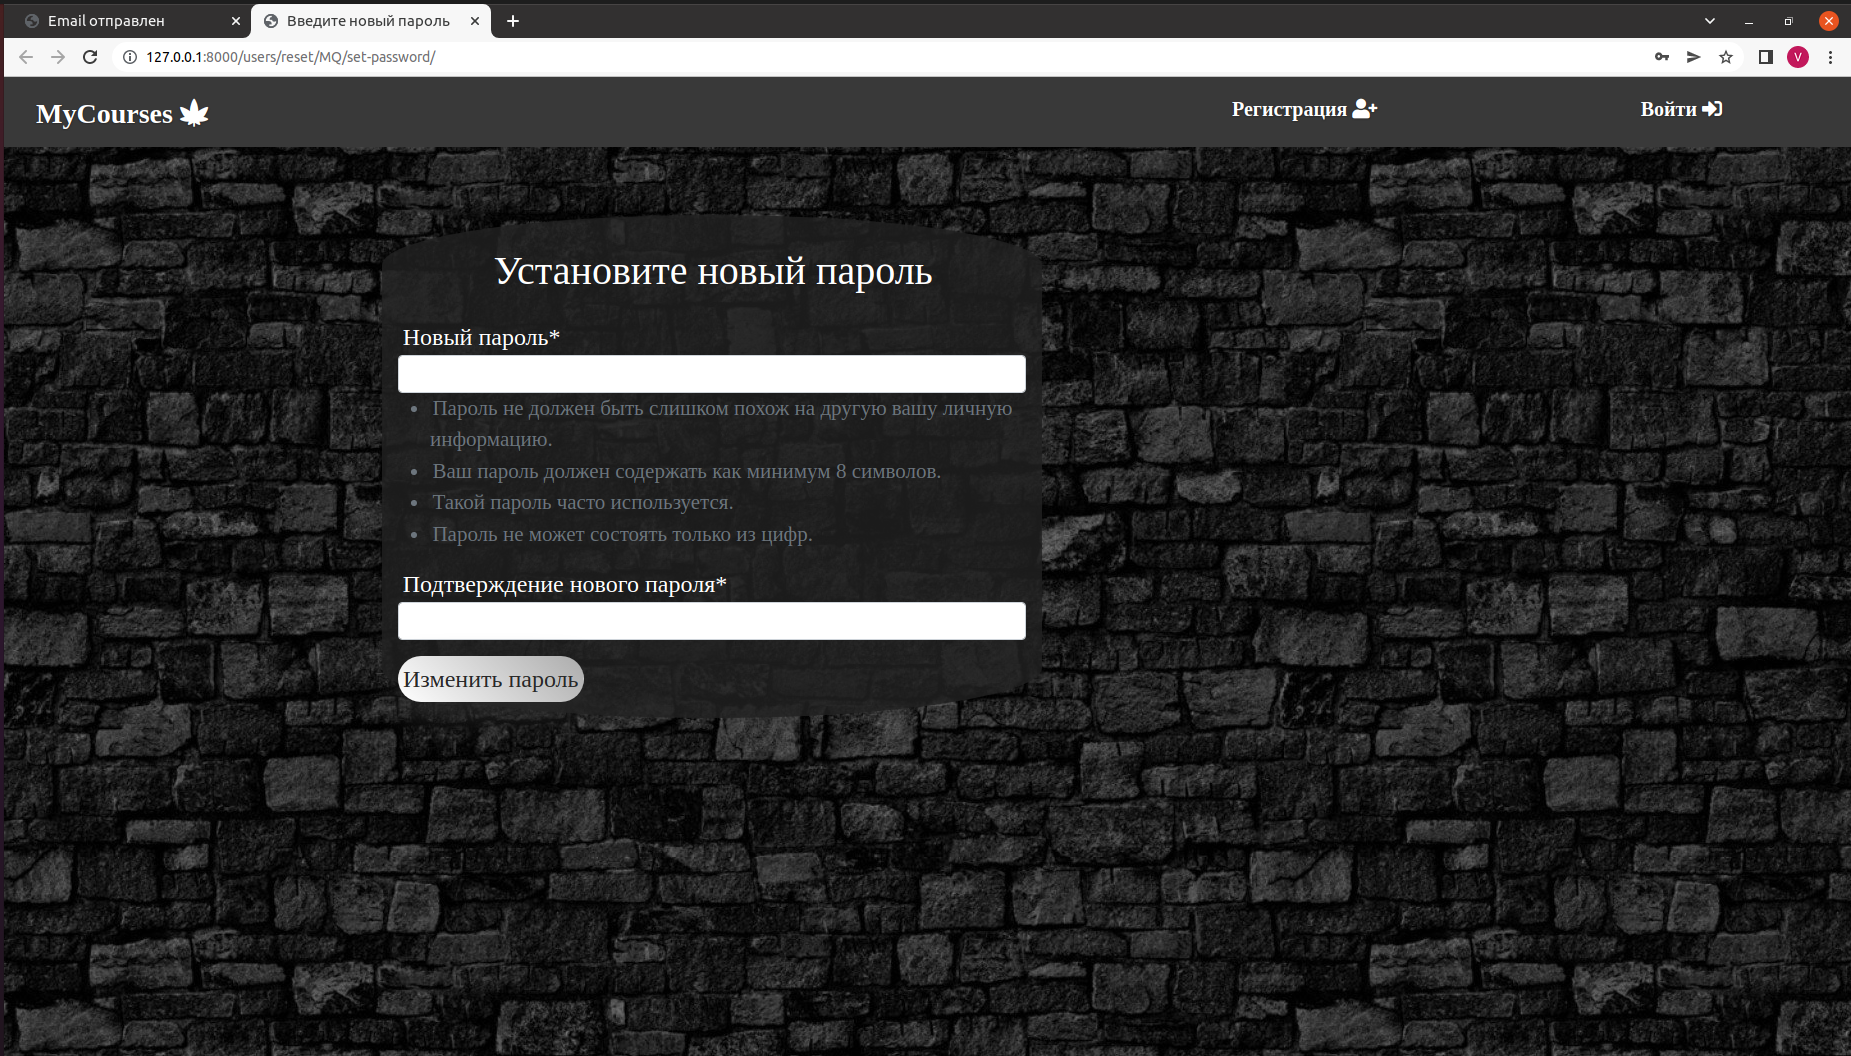 Email отправлен
Введите новый пароль
127.0.0.1:8000/users/reset/MQ/set-password/
V
MyCourses
Регистрация
Войти
Установите новый пароль
Новый пароль*
Пароль не должен быть слишком похож на другую вашу личную
информацию.
Ваш пароль должен содержать как минимум 8 символов.
Такой пароль часто используется.
Пароль не может состоять только из цифр.
Подтверждение нового пароля*
Изменить пароль